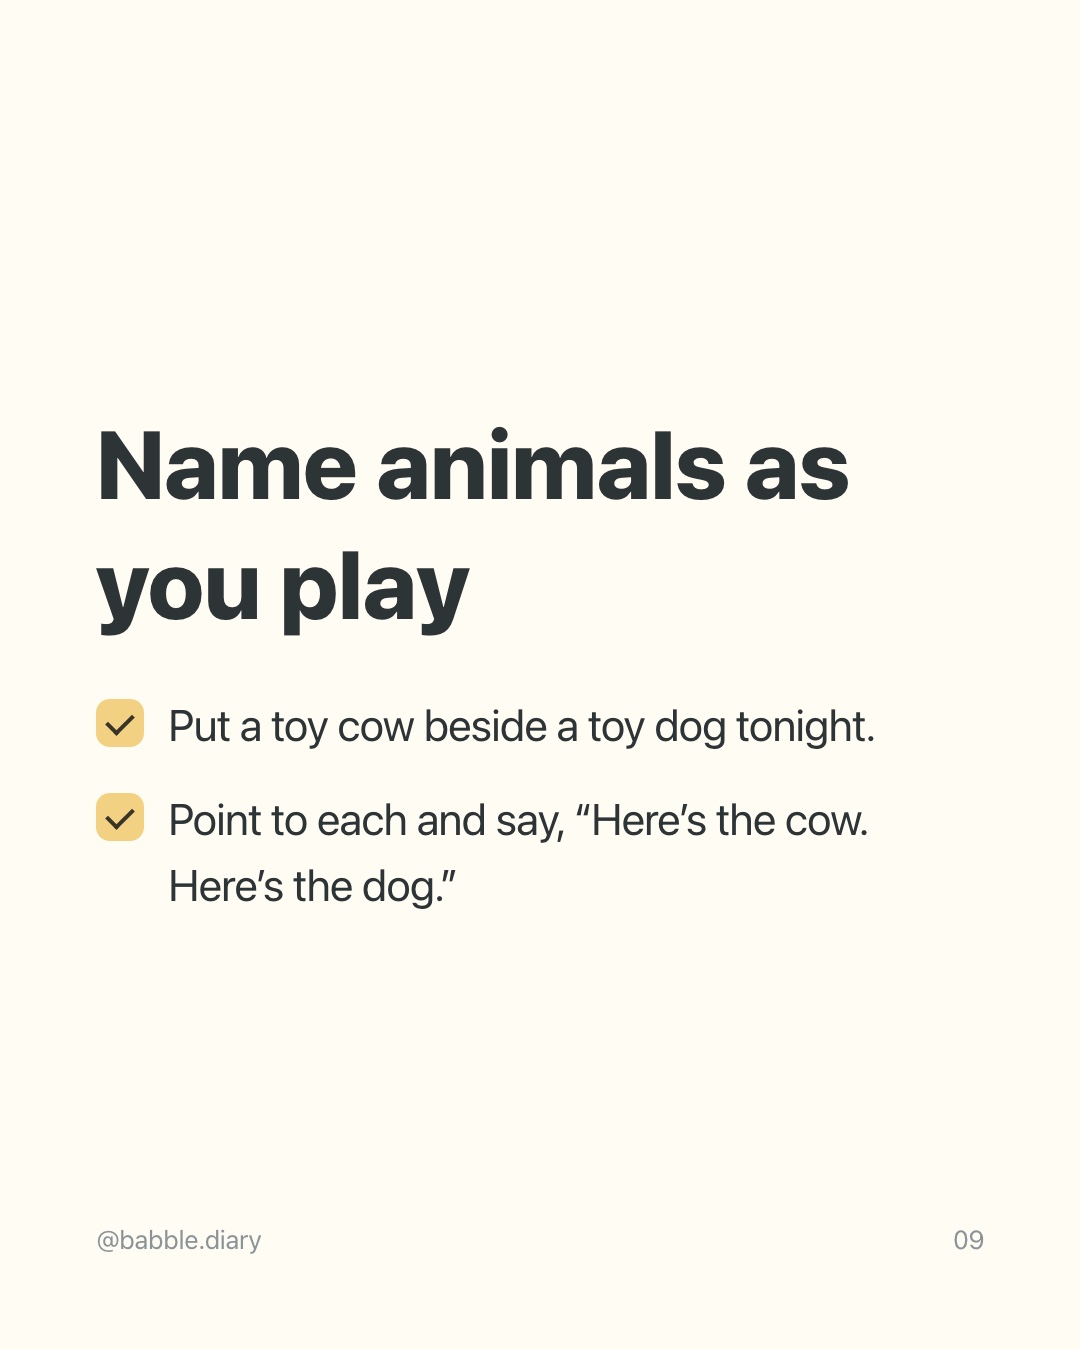 Name animals as
you play
Put a toy cow beside a toy dog tonight.
Point to each and say, “Here’s the cow.
Here’s the dog.”
@babble.diary
09